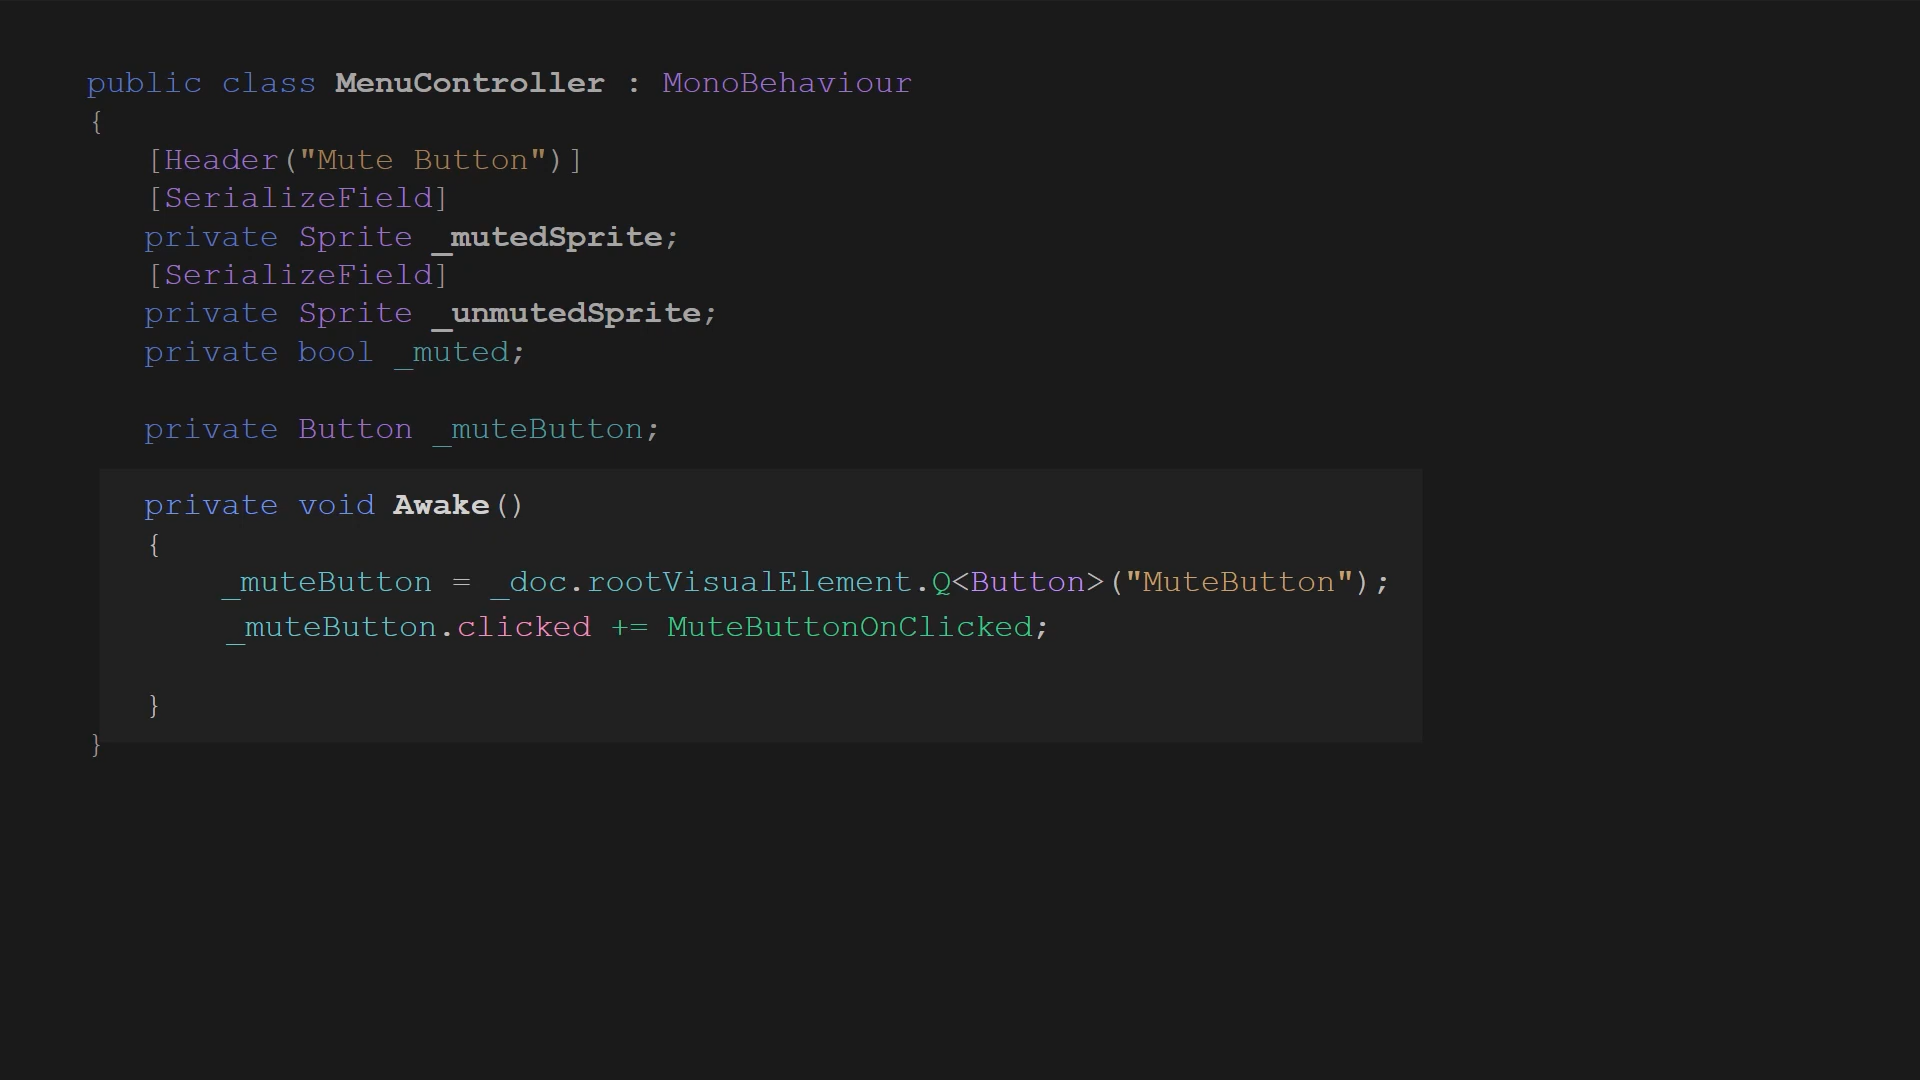 public class MenuController : MonoBehaviour
{
[Header("Mute Button")]
[SerializeField]
private Sprite _mutedSprite;
[SerializeField]
private Sprite _unmutedSprite;
private bool _muted;
private Button _muteButton;
private void Awake()
{
_muteButton = _doc.rootVisualElement.Q<Button>("MuteButton");
_muteButton.clicked += MuteButtonOnClicked;
}
}